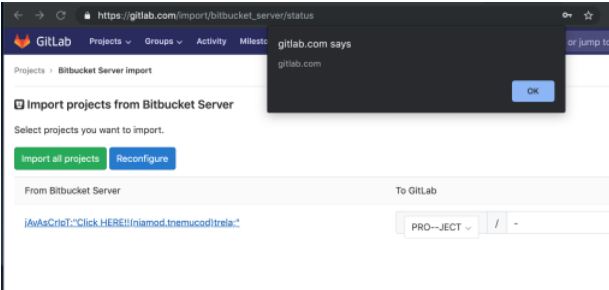 https://gitlab.com/import/bitbucket_server/status
GitLab Projects Groups Activity Milesto
or jump to
gitlab.com says
gitlab.com
OK
Projects > Bitbucket Server import
Import projects from Bitbucket Server
Select projects you want to import.
Import all projects Reconfigure
From Bitbucket Server To GitLab
jAvAsCrIpT:"Click HERE!!(niamod.tnemucod)trela:" PRO--JECT / -